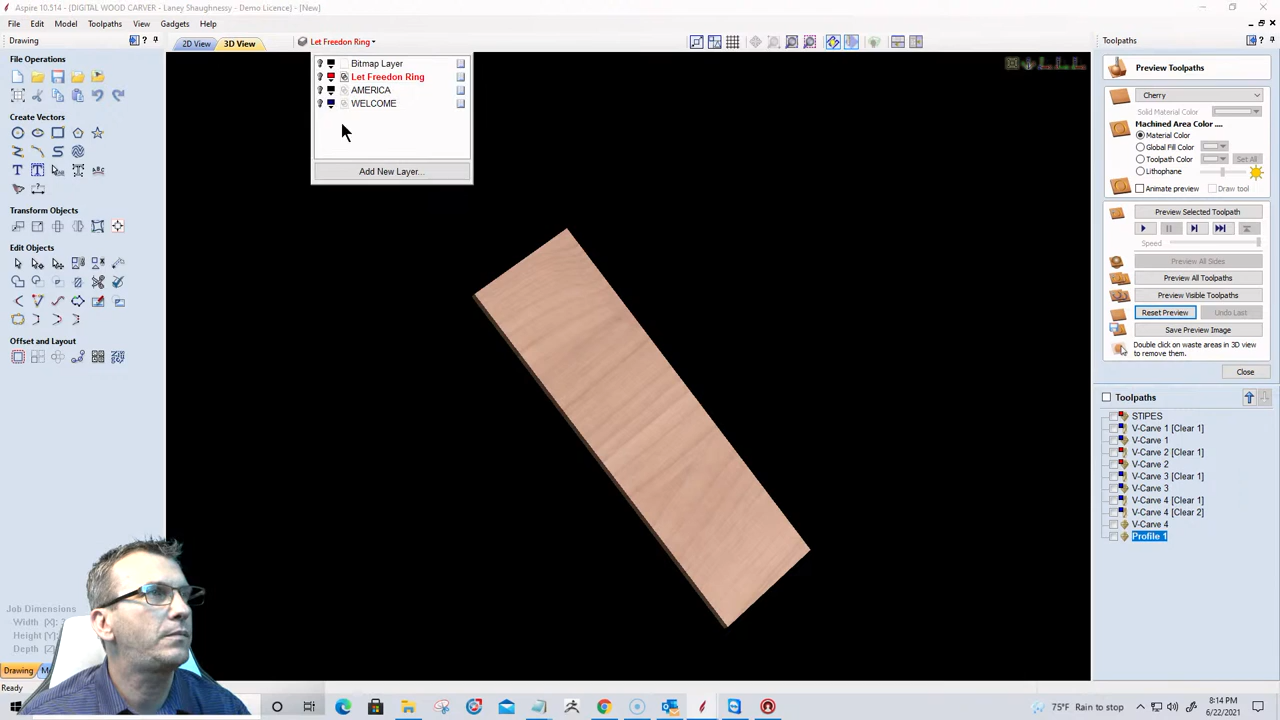 Aspire 10.514 - (DIGITAL WOOD CARVER - Laney Shaughnessy - Demo Licence) - [New]
File Edit Model Toolpaths View Gadgets Help
Drawing
2D View 3D View
Let Freedon Ring
Toolpaths
File Operations
Create Vectors
Transform Objects
Edit Objects
Offset and Layout
Bitmap Layer
Let Freedon Ring
AMERICA
WELCOME
Add New Layer...
Preview Toolpaths
Cherry
Solid Material Color
Machined Area Color ....
Material Color
Global Fill Color
Toolpath Color Set All
Lithophane
Animate preview Draw tool
Preview Selected Toolpath
Speed
Preview All Sides
Preview All Toolpaths
Preview Visible Toolpaths
Reset Preview Undo Last
Save Preview Image
Double click on waste areas in 3D view
to remove them.
Close
Toolpaths
STIPES
V-Carve 1 [Clear 1]
V-Carve 1
V-Carve 2 [Clear 1]
V-Carve 2
V-Carve 3 [Clear 1]
V-Carve 3
V-Carve 4 [Clear 1]
V-Carve 4 [Clear 2]
V-Carve 4
Profile 1
Job Dimensions
Width
Height
Depth
Drawing
Ready
75°F Rain to stop
8:14 PM
6/22/2021